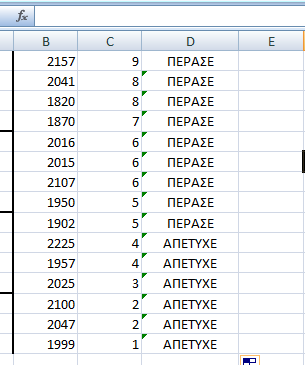 fx
B C D E
2157 9 ΠΕΡΑΣΕ
2041 8 ΠΕΡΑΣΕ
1820 8 ΠΕΡΑΣΕ
1870 7 ΠΕΡΑΣΕ
2016 6 ΠΕΡΑΣΕ
2015 6 ΠΕΡΑΣΕ
2107 6 ΠΕΡΑΣΕ
1950 5 ΠΕΡΑΣΕ
1902 5 ΠΕΡΑΣΕ
2225 4 ΑΠΕΤΥΧΕ
1957 4 ΑΠΕΤΥΧΕ
2025 3 ΑΠΕΤΥΧΕ
2100 2 ΑΠΕΤΥΧΕ
2047 2 ΑΠΕΤΥΧΕ
1999 1 ΑΠΕΤΥΧΕ